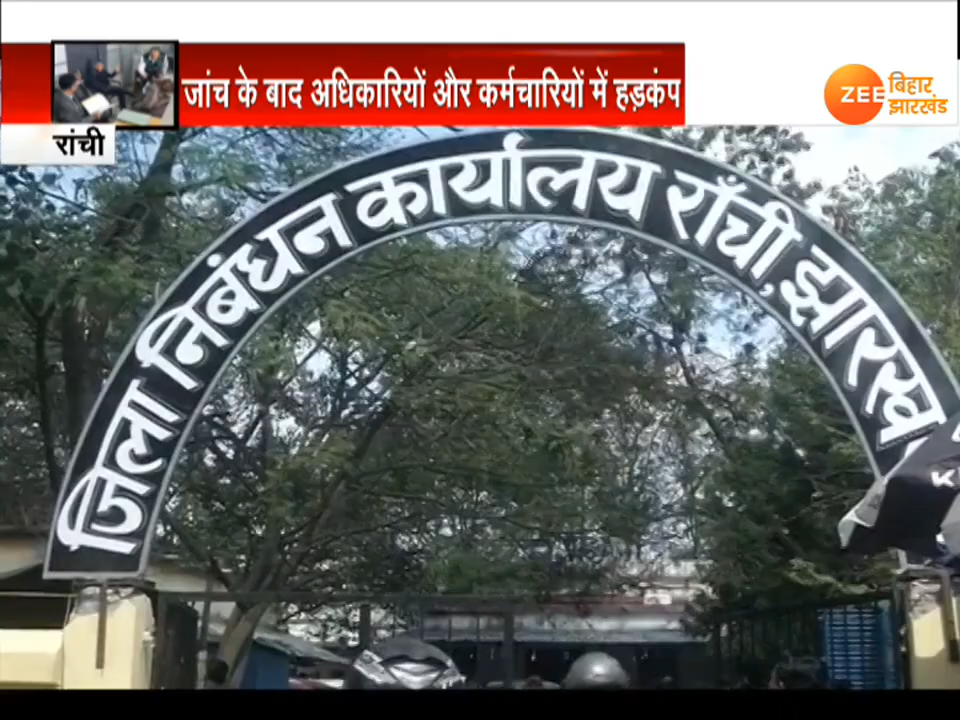 जांच के बाद अधिकारियों और कर्मचारियों में हड़कंप
ZEE बिहार झारखंड
रांची
जिला निबंधन कार्यालय राँची, झारखण्ड